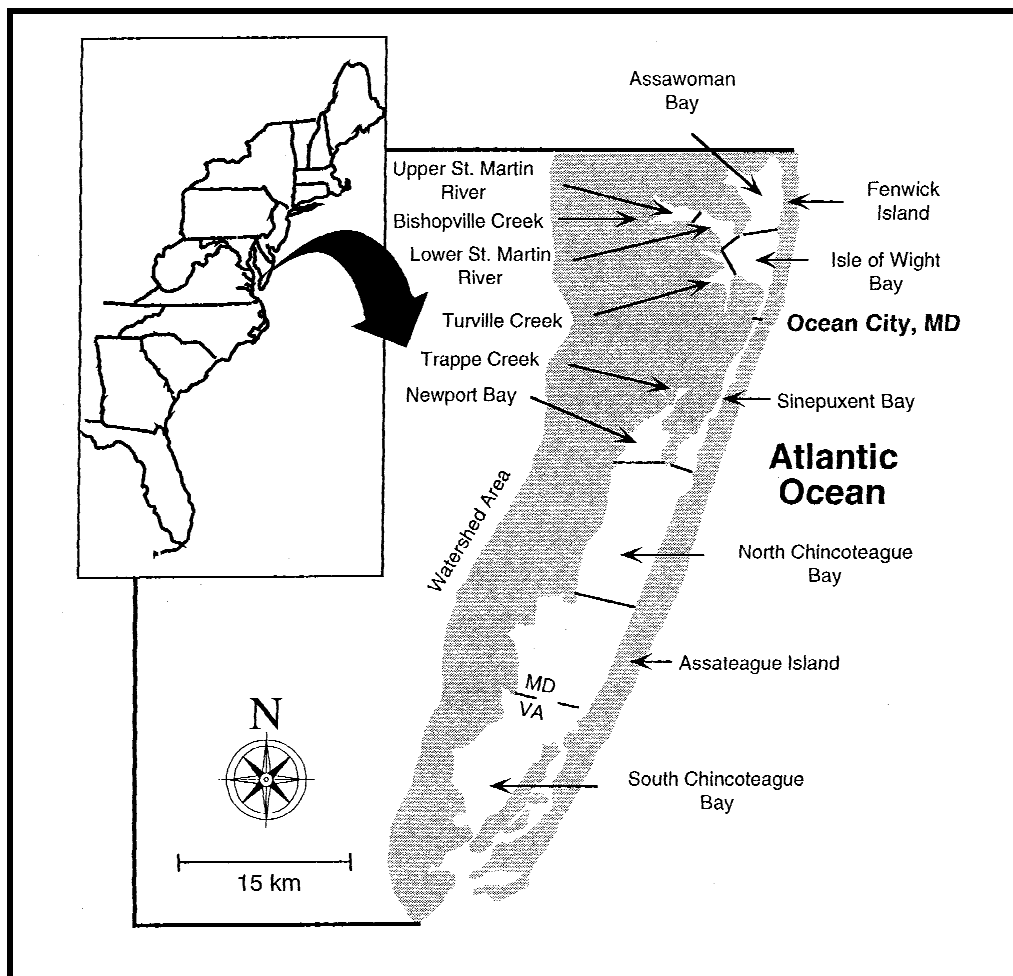 Assawoman
Bay
Upper St. Martin
River
Fenwick
Island
Bishopville Creek
Lower St. Martin
River
Isle of Wight
Bay
Turville Creek
Ocean City, MD
Trappe Creek
Newport Bay
Sinepuxent Bay
Atlantic
Ocean
Watershed Area
North Chincoteague
Bay
Assateague Island
MD
VA
N
South Chincoteague
Bay
15 km